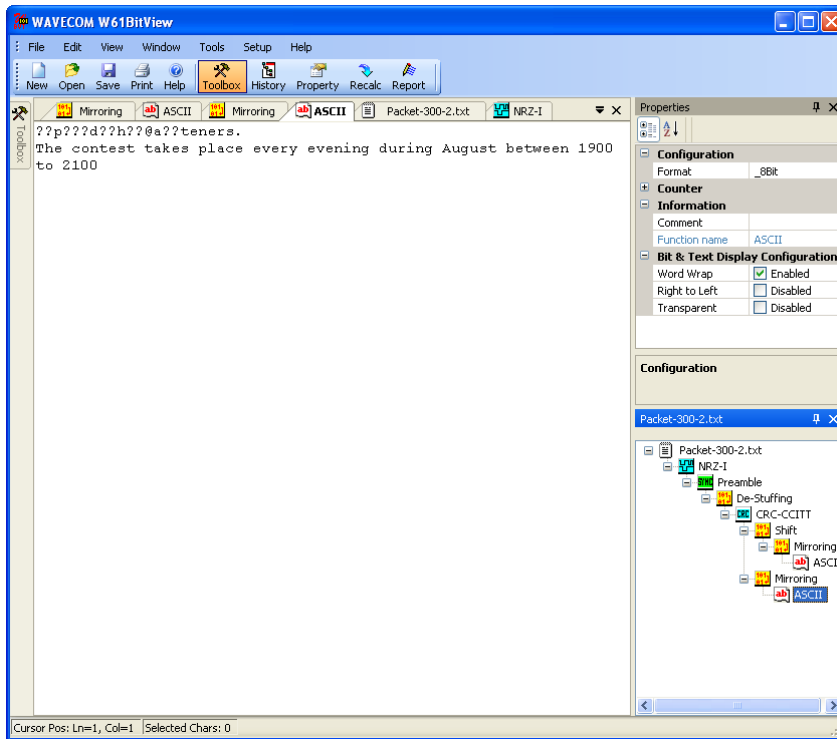 WAVECOM W61BitView
File Edit View Window Tools Setup Help
New Open Save Print Help Toolbox History Property Recalc Report
Toolbox
Mirroring ASCII Mirroring ASCII Packet-300-2.txt NRZ-I
??p???d??h??@a??teners.
The contest takes place every evening during August between 1900
to 2100
Properties
Configuration
Format _8Bit
Counter
Information
Comment
Function name ASCII
Bit & Text Display Configuration
Word Wrap Enabled
Right to Left Disabled
Transparent Disabled
Configuration
Packet-300-2.txt
Packet-300-2.txt
NRZ-I
SYNC Preamble
De-Stuffing
CRC CRC-CCITT
Shift
Mirroring
ASCI
Mirroring
ASCII
Cursor Pos: Ln=1, Col=1 Selected Chars: 0